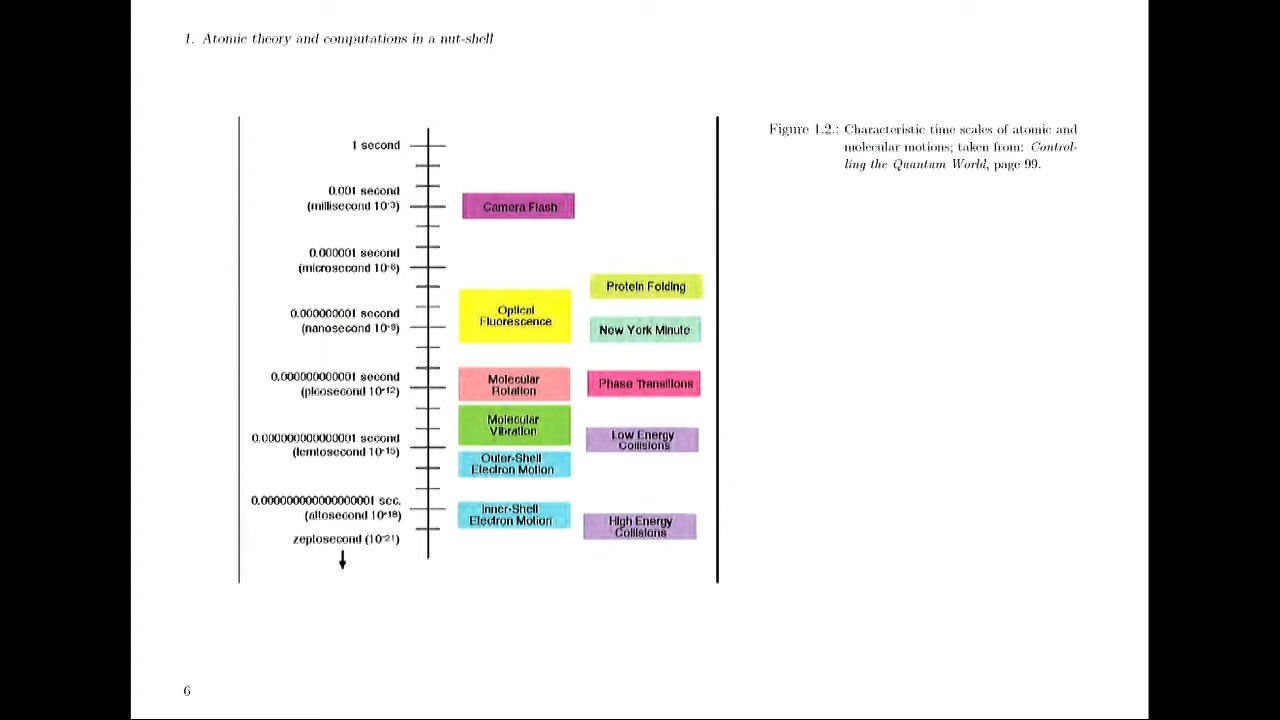 I. Atomic theory and computations in a nut-shell
1 second
0.001 second
(millisecond 10-3)
Camera Flash
0.000001 second
(microsecond 10-6)
Protein Folding
Optical
Fluorescence
0.000000001 second
(nanosecond 10-9)
New York Minute
0.000000000001 second
(picosecond 10-12)
Molecular
Rotation
Phase Transitions
Molecular
Vibration
0.000000000000001 second
(femtosecond 10-15)
Low Energy
Collisions
Outer-Shell
Electron Motion
0.000000000000000001 sec.
(attosecond 10-18)
Inner-Shell
Electron Motion
High Energy
Collisions
zeptosecond (10-21)
Figure 1.2.: Characteristic time scales of atomic and
molecular motions; taken from: Control-
ling the Quantum World, page 99.
6